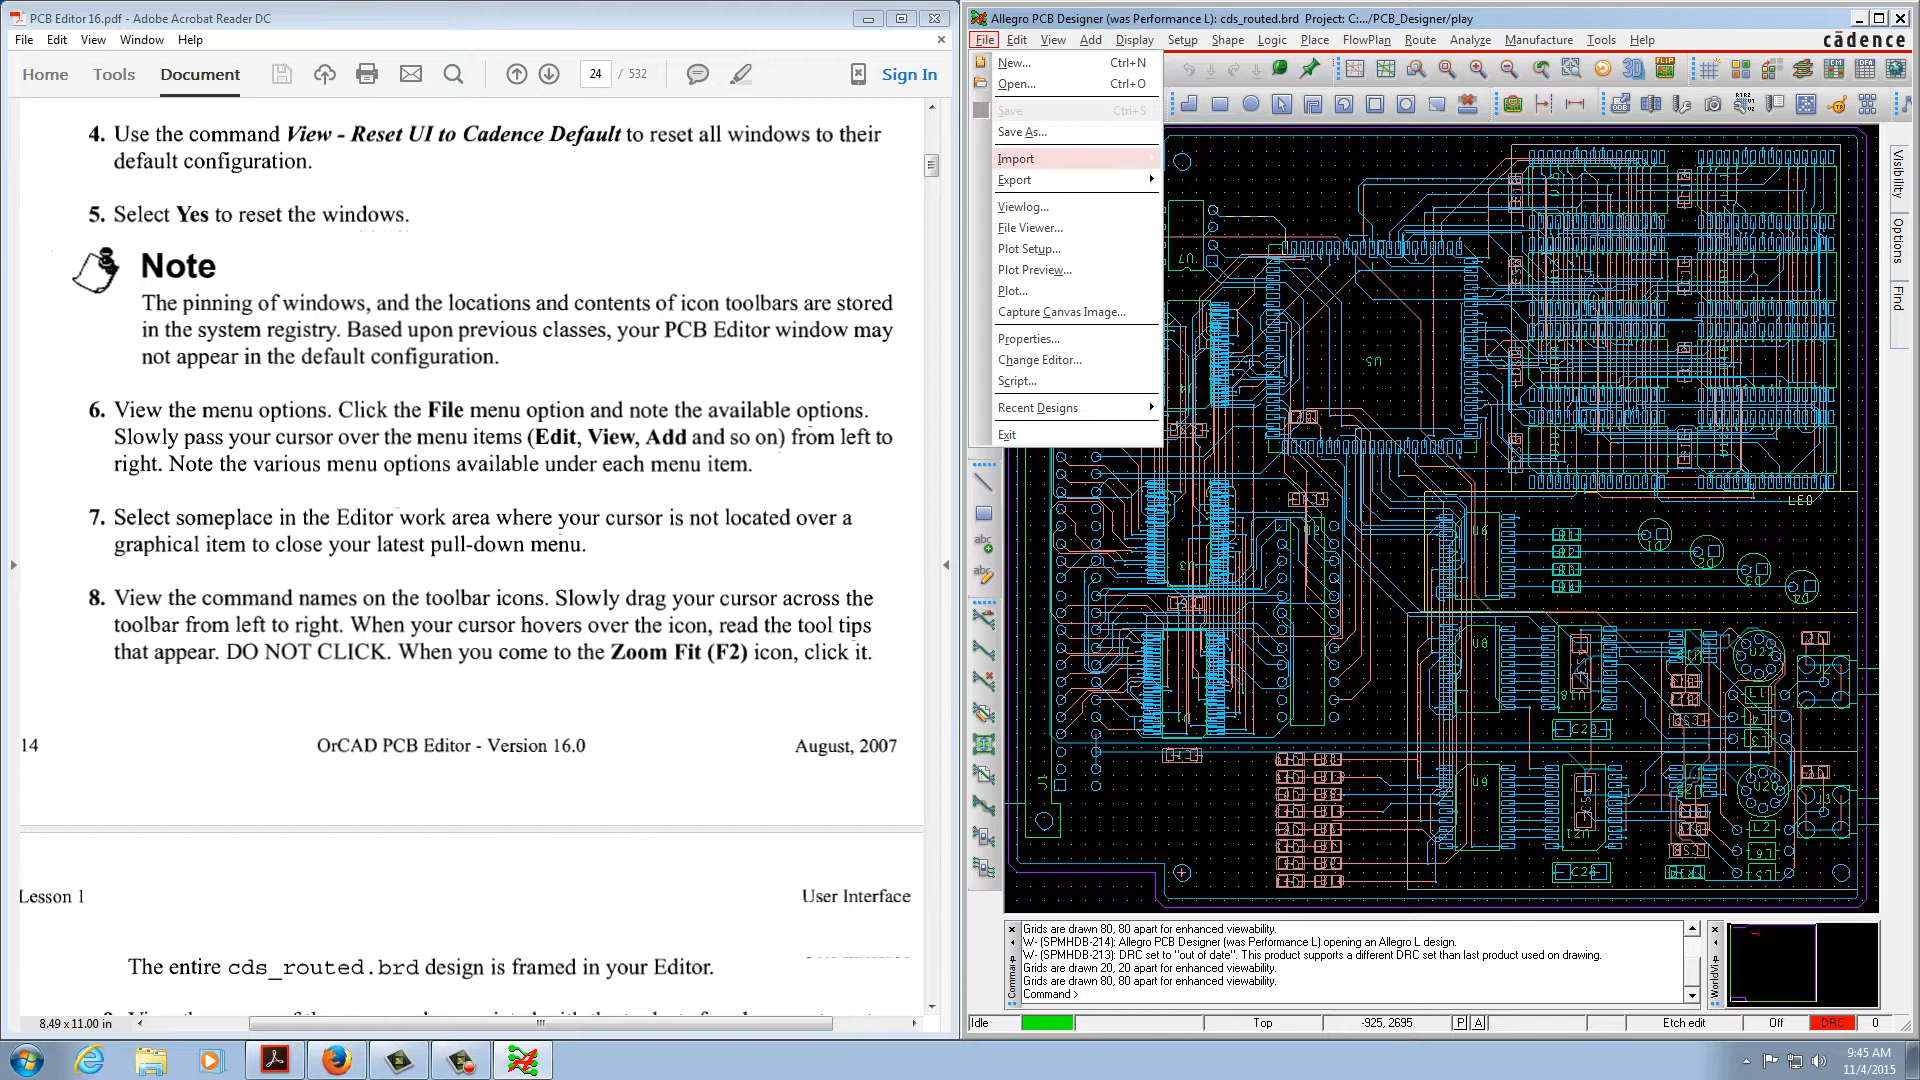 PCB Editor 16.pdf - Adobe Acrobat Reader DC
File Edit View Window Help
Home Tools Document 24 / 532 Sign In
4. Use the command View - Reset UI to Cadence Default to reset all windows to their
default configuration.
5. Select Yes to reset the windows.
Note
The pinning of windows, and the locations and contents of icon toolbars are stored
in the system registry. Based upon previous classes, your PCB Editor window may
not appear in the default configuration.
6. View the menu options. Click the File menu option and note the available options.
Slowly pass your cursor over the menu items (Edit, View, Add and so on) from left to
right. Note the various menu options available under each menu item.
7. Select someplace in the Editor work area where your cursor is not located over a
graphical item to close your latest pull-down menu.
8. View the command names on the toolbar icons. Slowly drag your cursor across the
toolbar from left to right. When your cursor hovers over the icon, read the tool tips
that appear. DO NOT CLICK. When you come to the Zoom Fit (F2) icon, click it.
14 OrCAD PCB Editor - Version 16.0 August, 2007
Lesson 1 User Interface
The entire cds_routed.brd design is framed in your Editor.
8.49 x 11.00 in
Allegro PCB Designer (was Performance L): cds_routed.brd Project: C:.../PCB_Designer/play
File Edit View Add Display Setup Shape Logic Place FlowPlan Route Analyze Manufacture Tools Help
cādence
New... Ctrl+N
Open... Ctrl+O
Save Ctrl+S
Save As...
Import
Export
Viewlog...
File Viewer...
Plot Setup...
Plot Preview...
Plot...
Capture Canvas Image...
Properties...
Change Editor...
Script...
Recent Designs
Exit
Visibility
Options
Find
U7
U5
LED
U3
U1
J1
U8
U9
U18
U21
L2
Grids are drawn 80, 80 apart for enhanced viewability.
W- (SPMHDB-214): Allegro PCB Designer (was Performance L) opening an Allegro L design.
W- (SPMHDB-213): DRC set to "out of date". This product supports a different DRC set than last product used on drawing.
Grids are drawn 20, 20 apart for enhanced viewability.
Grids are drawn 80, 80 apart for enhanced viewability.
Command >
Idle Top -925, 2695 P A Etch edit Off DRC 0
9:45 AM
11/4/2015